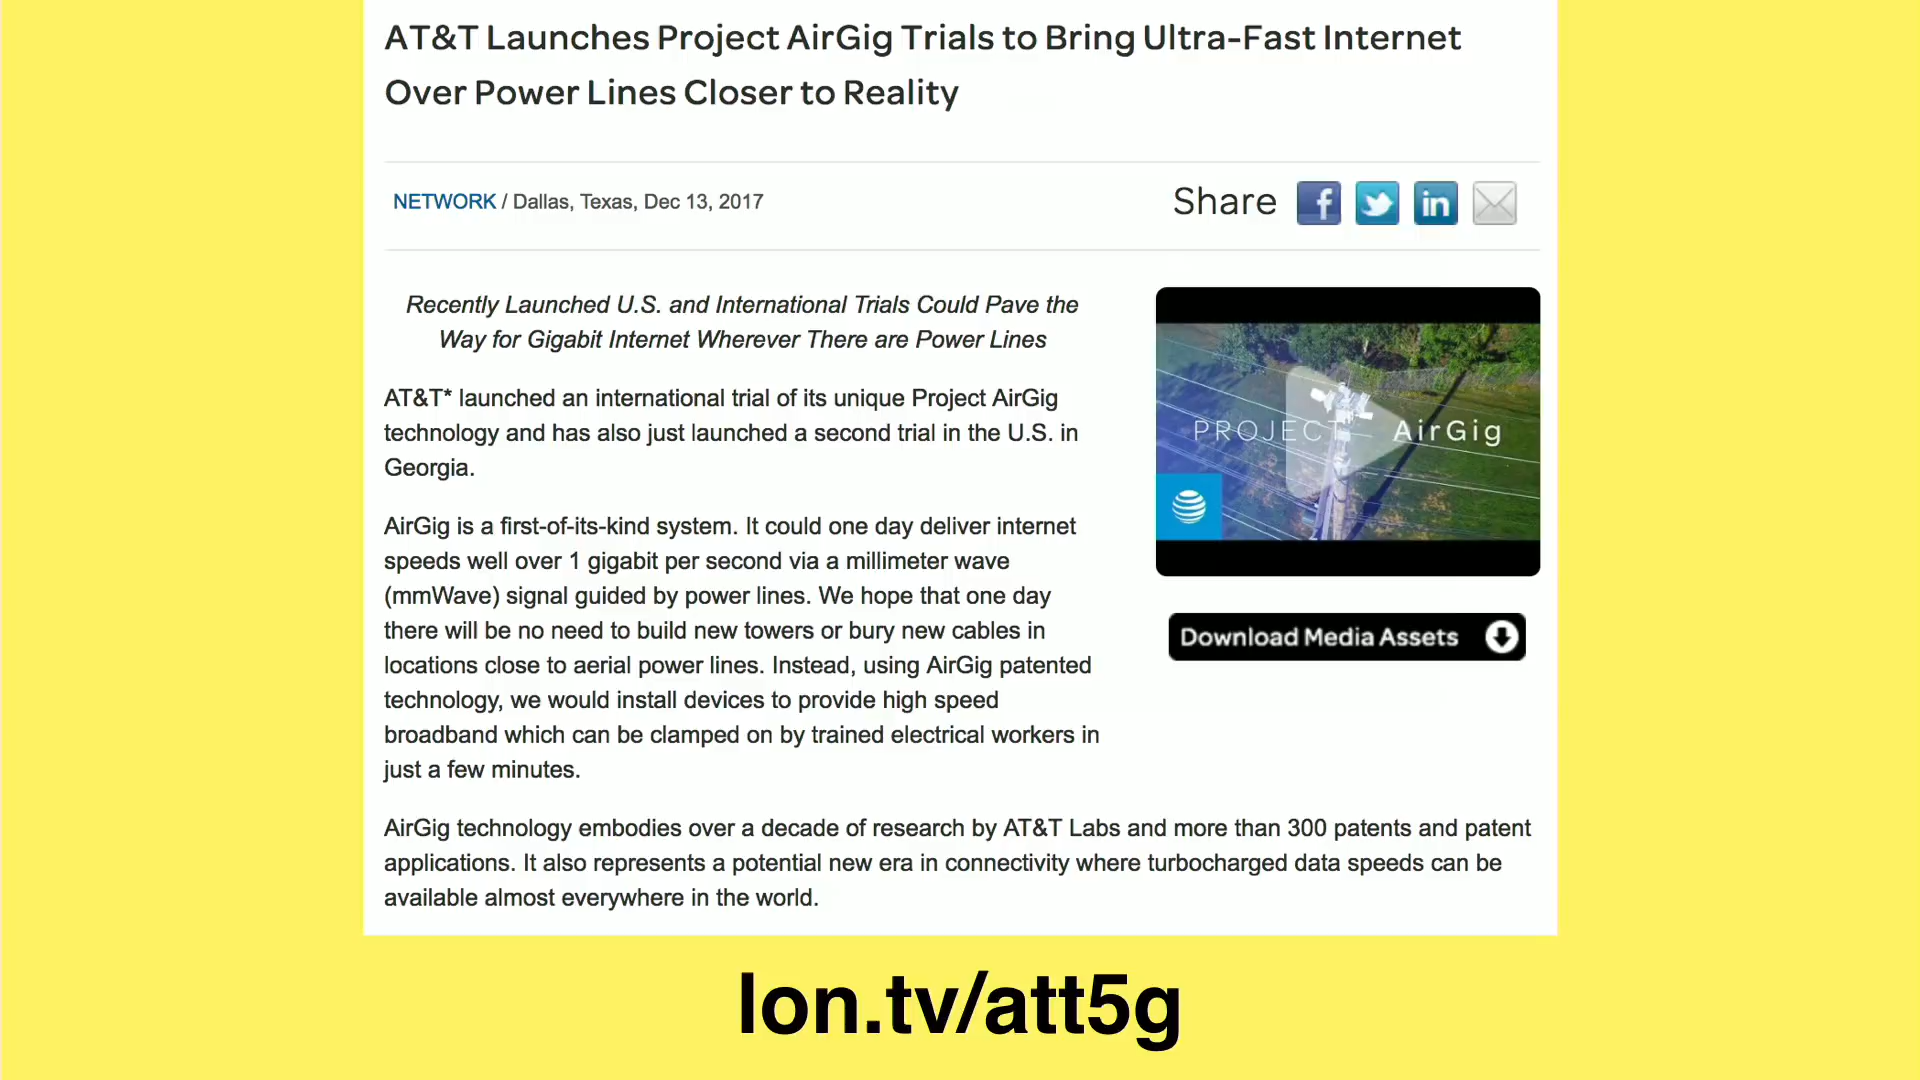 AT&T Launches Project AirGig Trials to Bring Ultra-Fast Internet
Over Power Lines Closer to Reality
NETWORK / Dallas, Texas, Dec 13, 2017
Share
Recently Launched U.S. and International Trials Could Pave the
Way for Gigabit Internet Wherever There are Power Lines
AT&T* launched an international trial of its unique Project AirGig
technology and has also just launched a second trial in the U.S. in
Georgia.
AirGig is a first-of-its-kind system. It could one day deliver internet
speeds well over 1 gigabit per second via a millimeter wave
(mmWave) signal guided by power lines. We hope that one day
there will be no need to build new towers or bury new cables in
locations close to aerial power lines. Instead, using AirGig patented
technology, we would install devices to provide high speed
broadband which can be clamped on by trained electrical workers in
just a few minutes.
PROJECT AirGig
Download Media Assets
AirGig technology embodies over a decade of research by AT&T Labs and more than 300 patents and patent
applications. It also represents a potential new era in connectivity where turbocharged data speeds can be
available almost everywhere in the world.
lon.tv/att5g